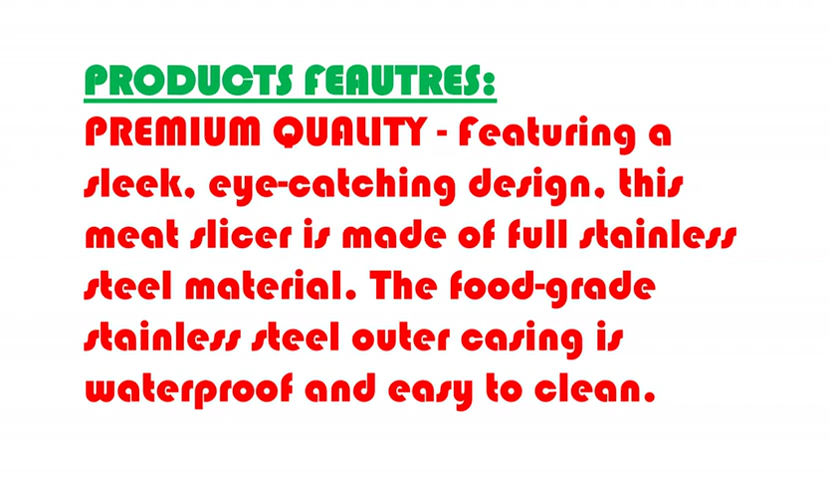 PRODUCTS FEAUTRES:
PREMIUM QUALITY - Featuring a
sleek, eye-catching design, this
meat slicer is made of full stainless
steel material. The food-grade
stainless steel outer casing is
waterproof and easy to clean.